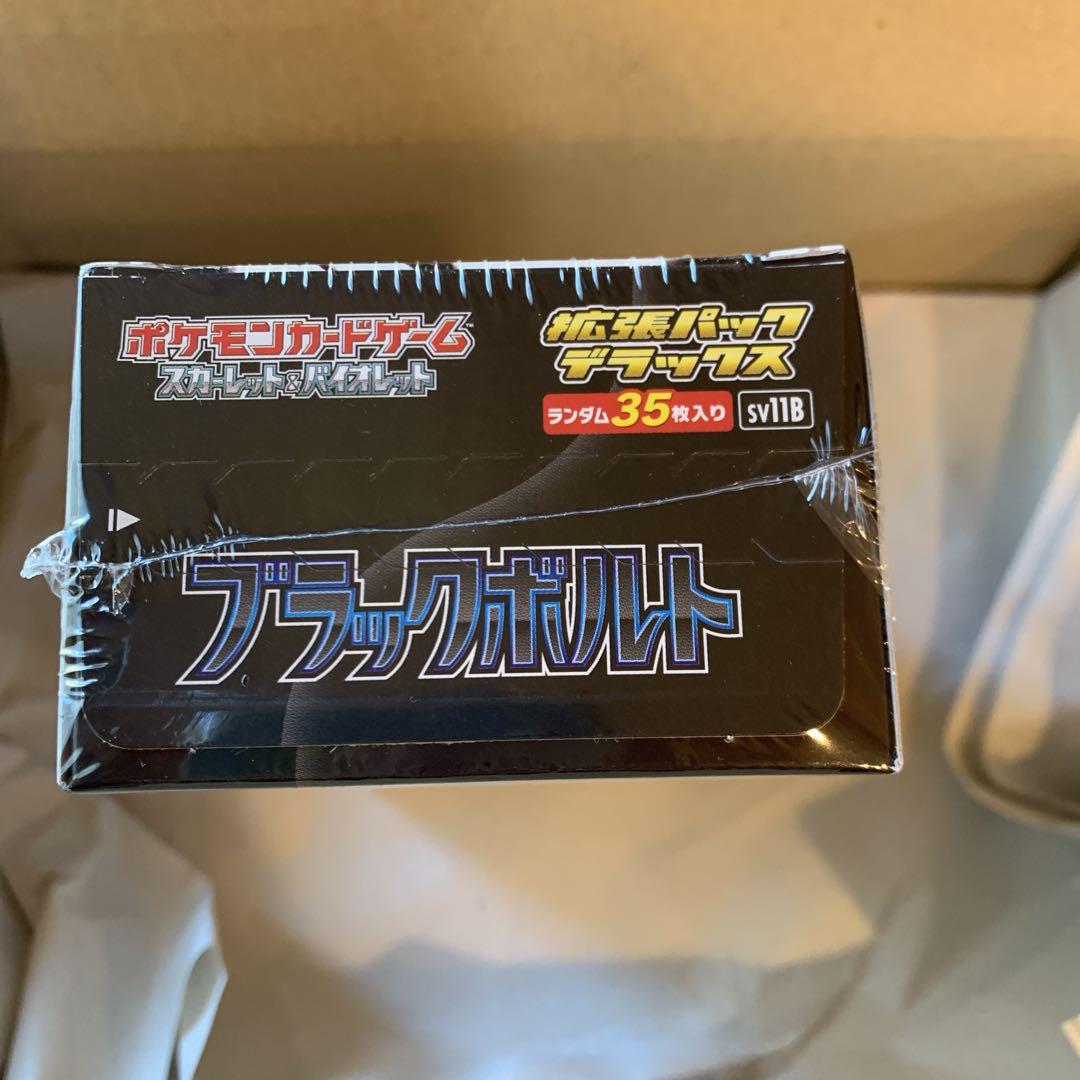 ポケモンカードゲーム
スカーレット&バイオレット
拡張パック
デラックス
ランダム35枚入り
SV11B
ブラックボルト